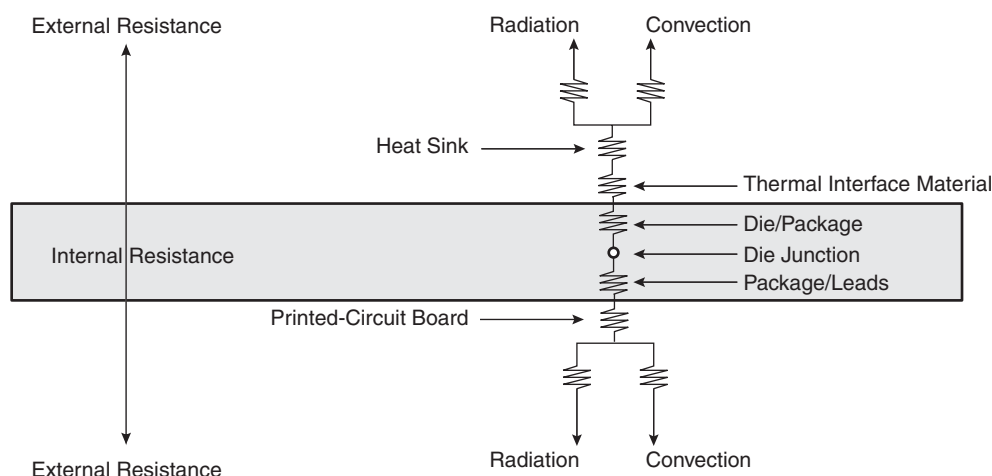 External Resistance
Radiation
Convection
Heat Sink
Thermal Interface Material
Die/Package
Internal Resistance
Die Junction
Package/Leads
Printed-Circuit Board
Radiation
Convection
External Resistance